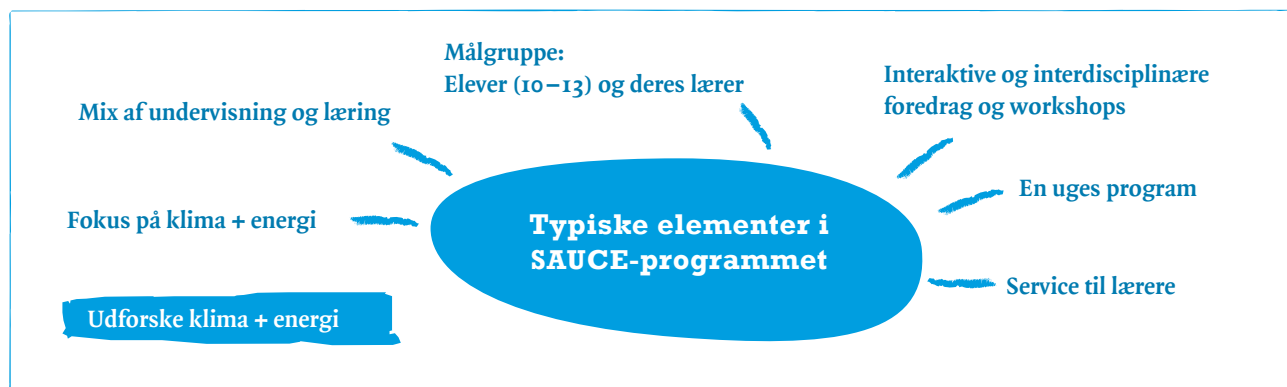 Målgruppe:
Elever (10–13) og deres lærer
Interaktive og interdisciplinære
foredrag og workshops
Mix af undervisning og læring
En uges program
Fokus på klima + energi
Typiske elementer i
SAUCE-programmet
Service til lærere
Udforske klima + energi